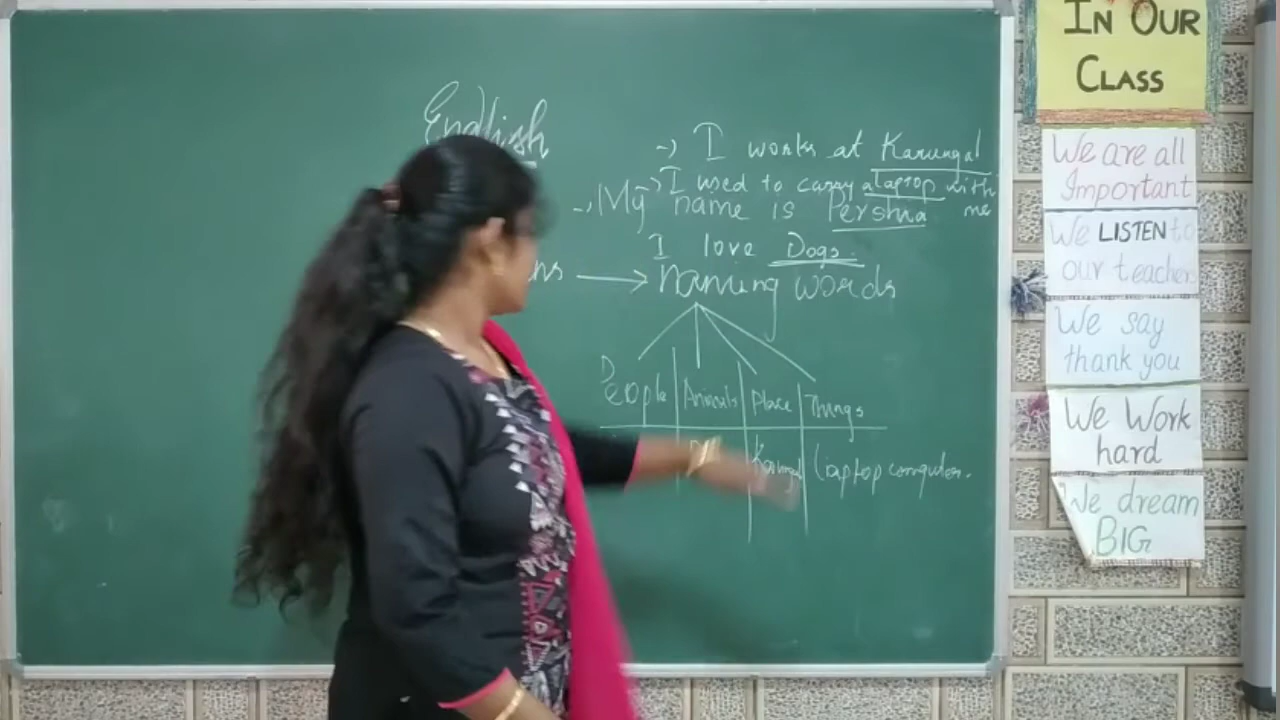 English
-> I works at Karungal
-> I used to carry a laptop with me
-> My name is Pershia
I love Dogs.
ns → Naming words
People Animals Place Things
Karungal laptop computer.
IN OUR
CLASS
We are all
Important
We LISTEN to
our teacher
We say
thank you
We Work
hard
We dream
BIG